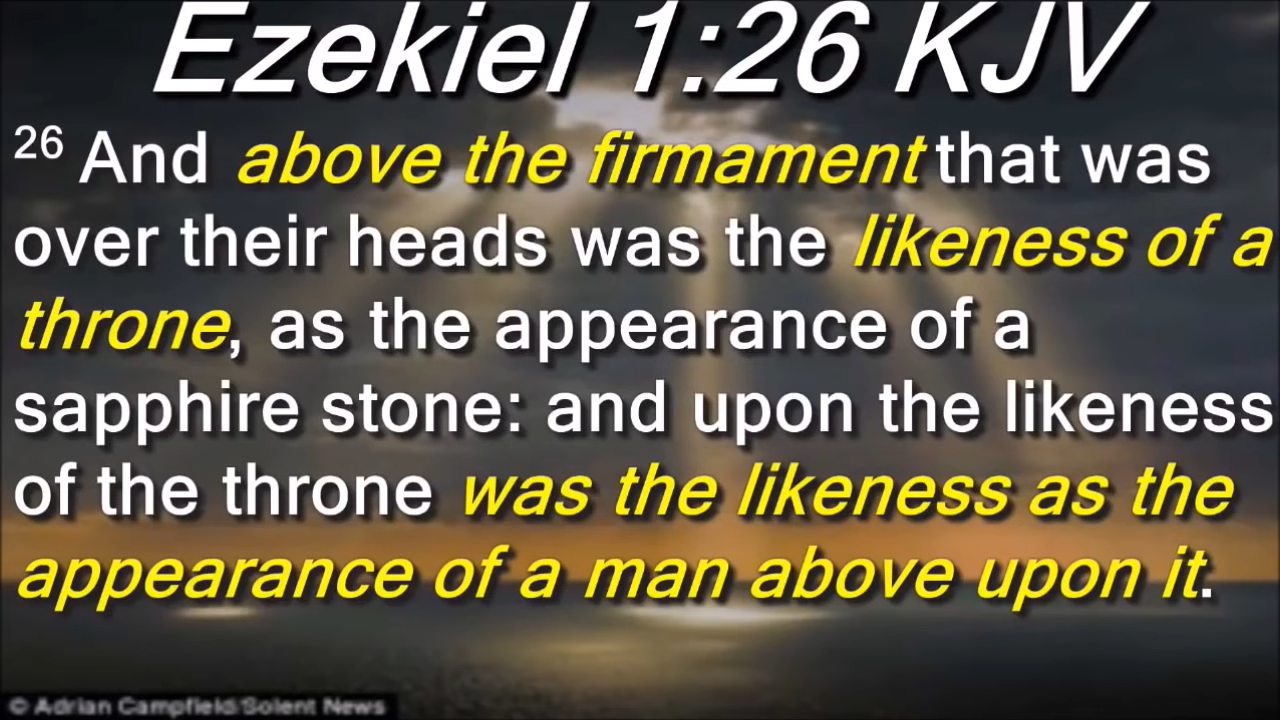 Ezekiel 1:26 KJV
26 And above the firmament that was
over their heads was the likeness of a
throne, as the appearance of a
sapphire stone: and upon the likeness
of the throne was the likeness as the
appearance of a man above upon it.
© Adrian Campfield/Solent News